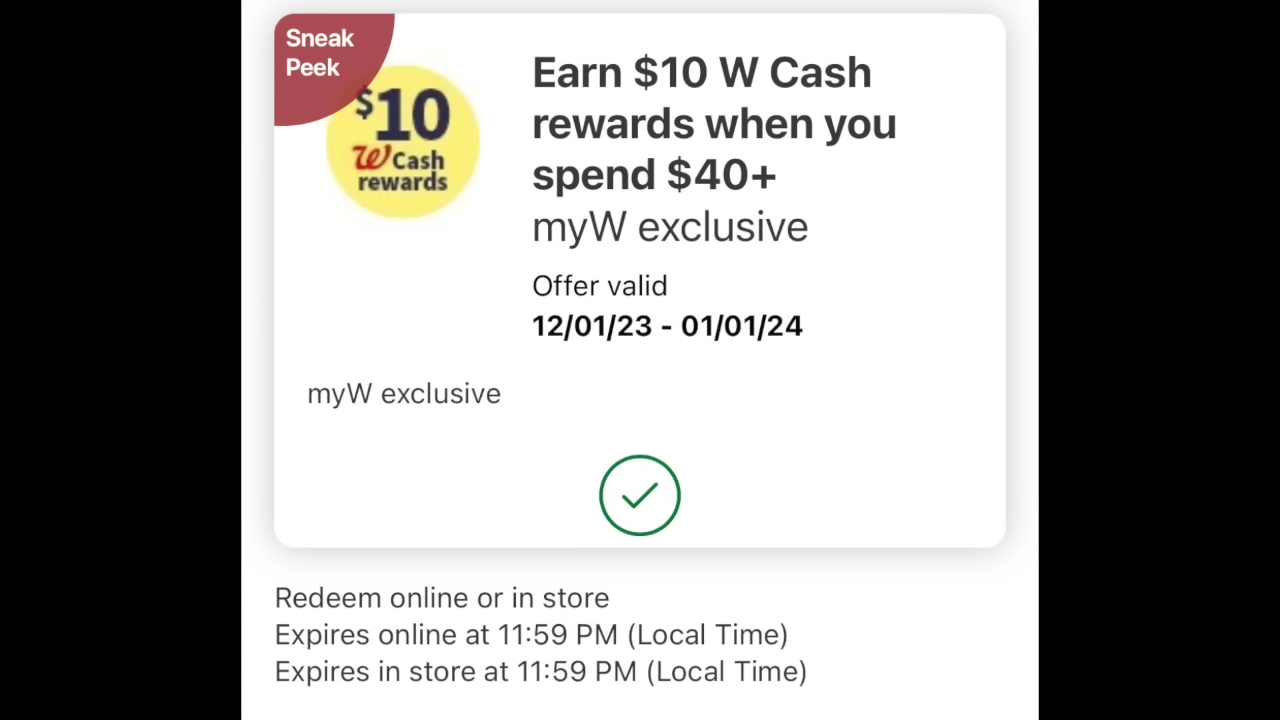 Sneak
Peek
$10
W Cash
rewards
Earn $10 W Cash
rewards when you
spend $40+
myW exclusive
Offer valid
12/01/23 - 01/01/24
myW exclusive
Redeem online or in store
Expires online at 11:59 PM (Local Time)
Expires in store at 11:59 PM (Local Time)